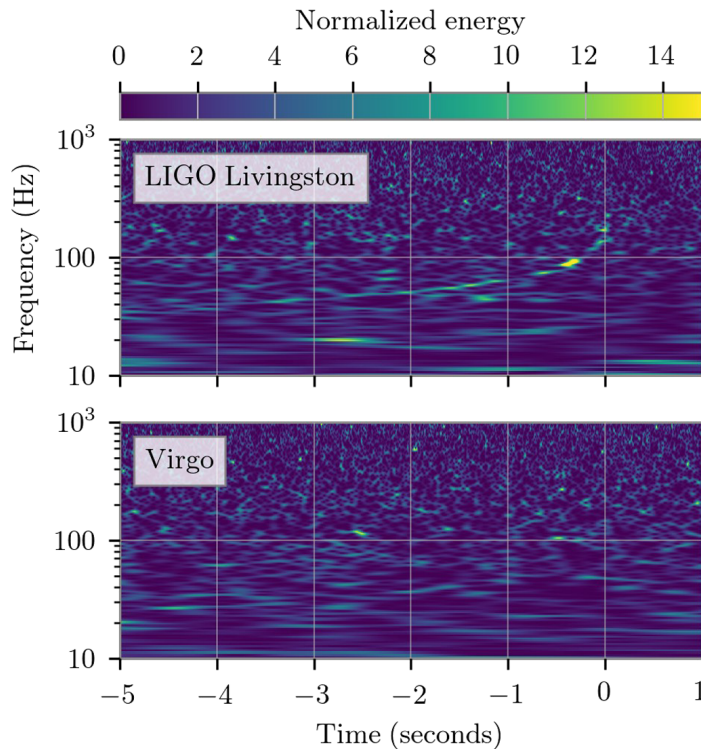 Normalized energy
0 2 4 6 8 10 12 14
10³
LIGO Livingston
100
10
Frequency (Hz)
10³
Virgo
100
10
−5 −4 −3 −2 −1 0 1
Time (seconds)